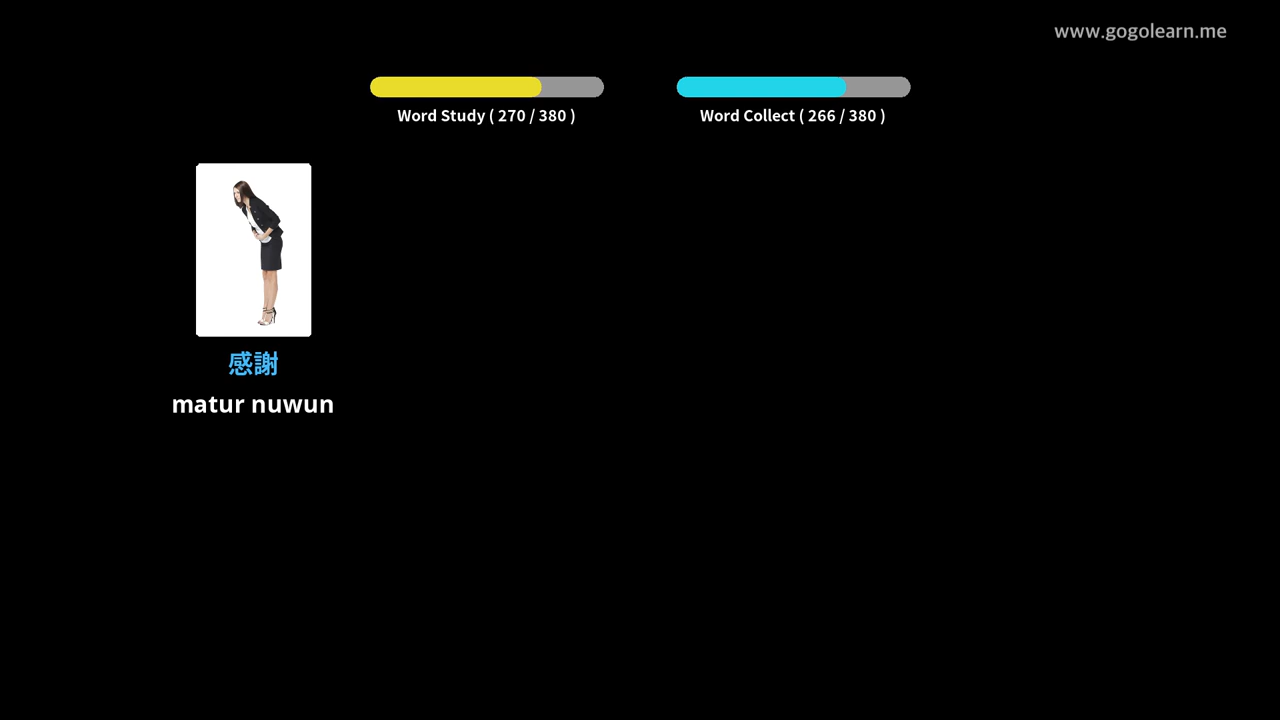 www.gogolearn.me
Word Study ( 270 / 380 )
Word Collect ( 266 / 380 )
感謝
matur nuwun